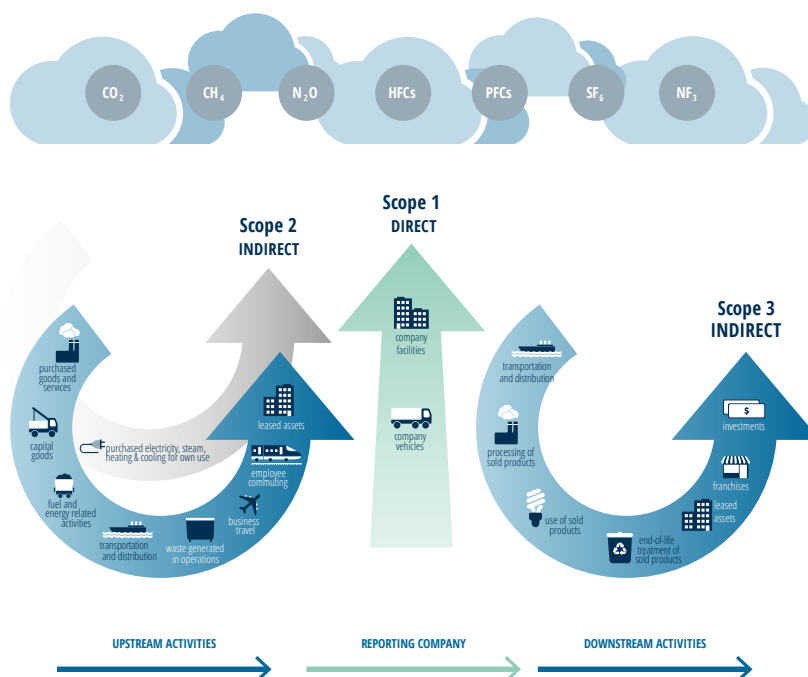 CO2
CH4
N2O
HFCs
PFCs
SF6
NF3
Scope 2
INDIRECT
Scope 1
DIRECT
Scope 3
INDIRECT
purchased
goods and
services
capital
goods
fuel and
energy related
activities
purchased electricity, steam,
heating & cooling for own use
transportation
and distribution
waste generated
in operations
business
travel
employee
commuting
leased assets
company
facilities
company
vehicles
transportation
and distribution
processing of
sold products
use of sold
products
end-of-life
treatment of
sold products
leased
assets
franchises
investments
$
UPSTREAM ACTIVITIES
REPORTING COMPANY
DOWNSTREAM ACTIVITIES